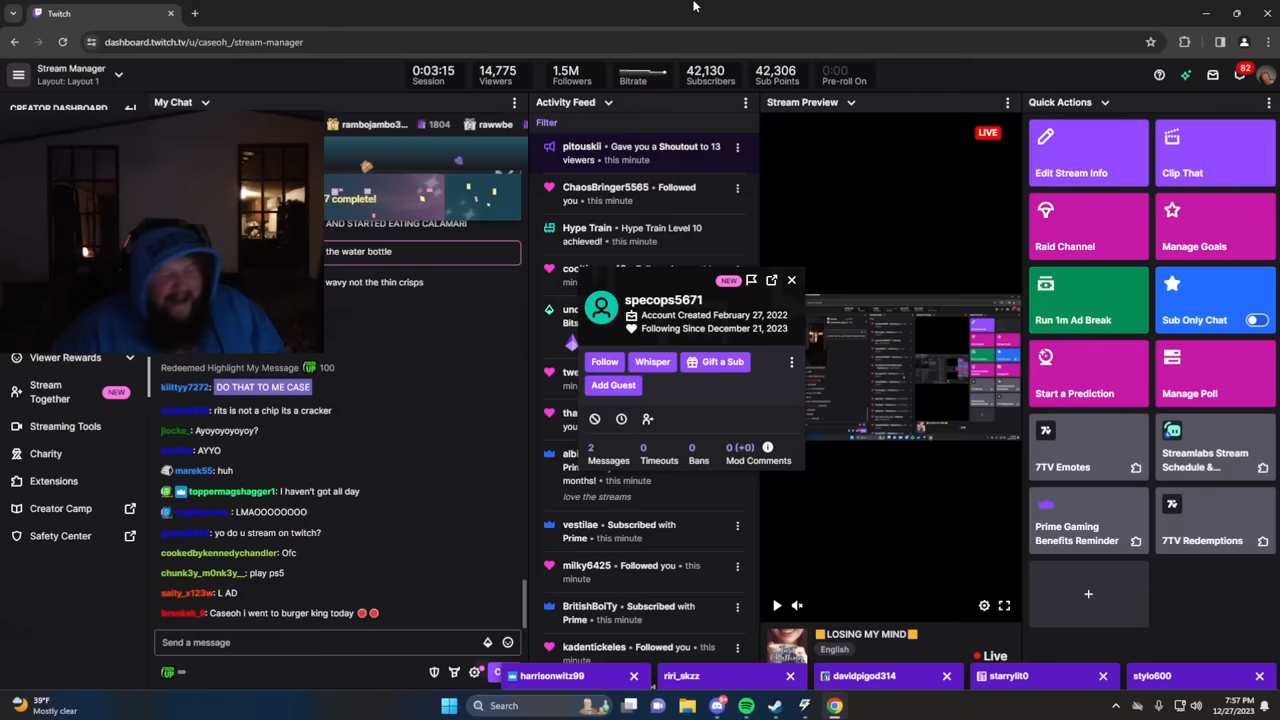 Twitch
dashboard.twitch.tv/u/caseoh_/stream-manager
Stream Manager
Layout: Layout 1
0:03:15
Session
14,775
Viewers
1.5M
Followers
Bitrate
42,130
Subscribers
42,306
Sub Points
0:00
Pre-roll On
82
CREATOR DASHBOARD
My Chat
rambojambo3...
1804
rawwbe
7 complete!
AND STARTED EATING CALAMARI
the water bottle
wary not the thin crisps
Viewer Rewards
Stream
Together
NEW
Streaming Tools
Charity
Extensions
Creator Camp
Safety Center
Redeemed Highlight My Message
100
kiittyy7272: DO THAT TO ME CASE
rits is not a chris its a cracker
Ayoyoyoyoyoy?
AYYO
marek55: huh
toppermagshagger1: I haven't got all day
: LMAOOOOOOO
yo do u stream on twitch?
cookedbykennedychandler: Ofc
chunk3y_m0nk3y__: play ps5
salty_x123w: L AD
Caseoh i went to burger king today
Send a message
Activity Feed
Filter
pitouskii • Gave you a Shoutout to 13
viewers • this minute
ChaosBringer5565 • Followed
you • this minute
Hype Train • Hype Train Level 10
achieved! • this minute
Bits
months! • this minute
love the streams
vestilae • Subscribed with
Prime • this minute
milky6425 • Followed you • this
minute
BritishBoiTy • Subscribed with
Prime • this minute
kadentickeles • Followed you • this
NEW
specops5671
Account Created February 27, 2022
Following Since December 21, 2023
Follow
Whisper
Gift a Sub
Add Guest
2
Messages
0
Timeouts
0
Bans
0 (+0)
Mod Comments
Stream Preview
LIVE
LOSING MY MIND
English
Live
Quick Actions
Edit Stream Info
Clip That
Raid Channel
Manage Goals
Run 1m Ad Break
Sub Only Chat
Start a Prediction
Manage Poll
7TV Emotes
Streamlabs Stream
Schedule &...
Prime Gaming
Benefits Reminder
7TV Redemptions
harrisonwitz99
riri_skzz
davidpigod314
starrylit0
stylo600
39°F
Mostly clear
Search
7:57 PM
12/27/2023